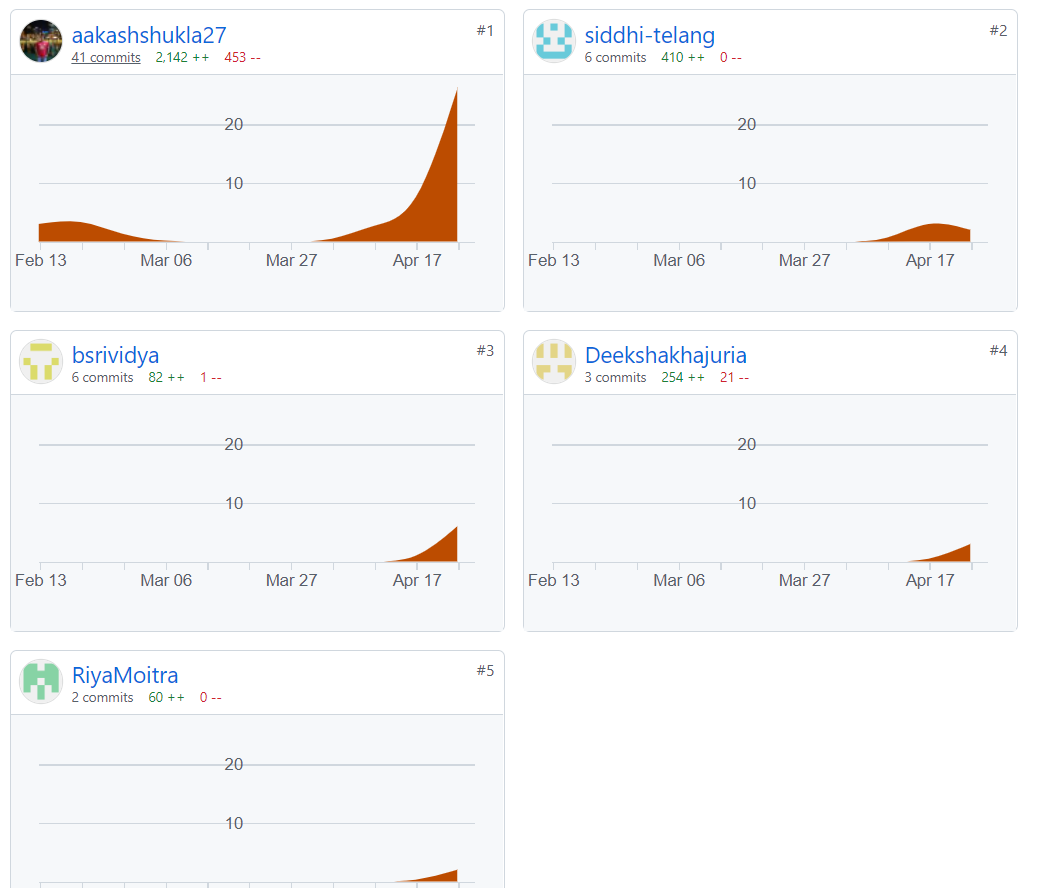 aakashshukla27 #1
41 commits 2,142 ++ 453 --
20
10
Feb 13 Mar 06 Mar 27 Apr 17
siddhi-telang #2
6 commits 410 ++ 0 --
20
10
Feb 13 Mar 06 Mar 27 Apr 17
bsrividya #3
6 commits 82 ++ 1 --
20
10
Feb 13 Mar 06 Mar 27 Apr 17
Deekshakhajuria #4
3 commits 254 ++ 21 --
20
10
Feb 13 Mar 06 Mar 27 Apr 17
RiyaMoitra #5
2 commits 60 ++ 0 --
20
10